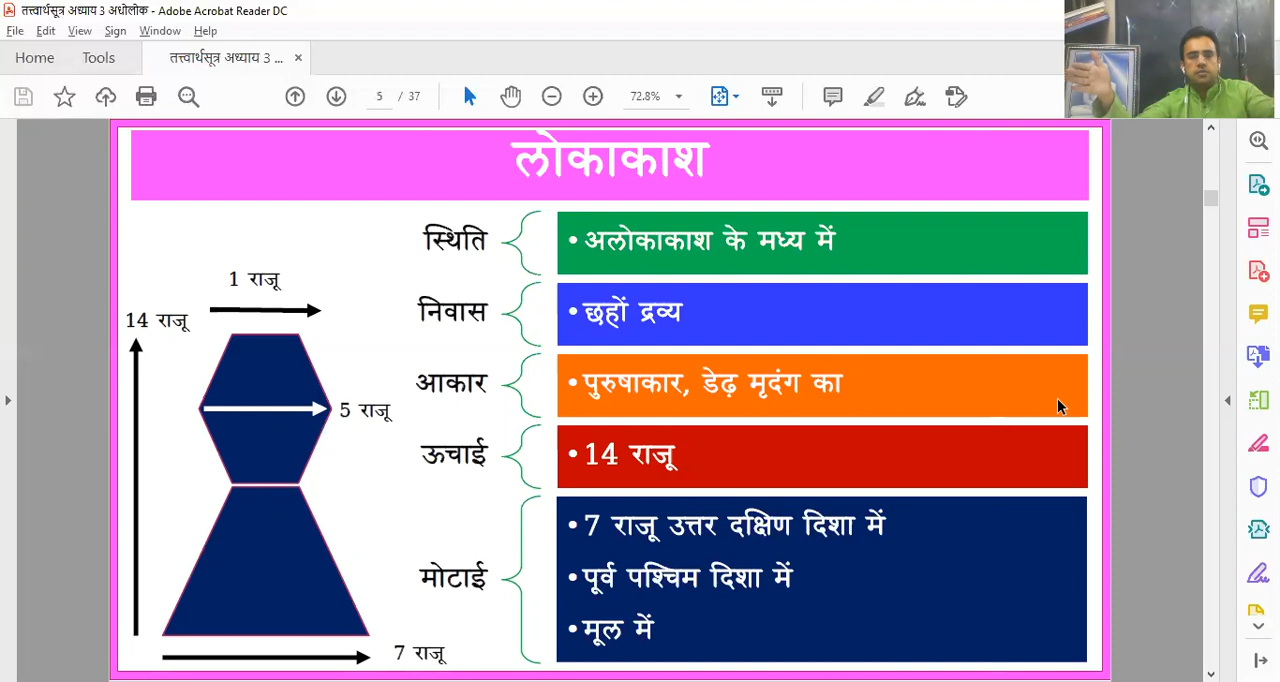 तत्त्वार्थसूत्र अध्याय 3 अधोलोक - Adobe Acrobat Reader DC
File Edit View Sign Window Help
Home Tools तत्त्वार्थसूत्र अध्याय 3 ... ×
5 / 37 72.8%
लोकाकाश
स्थिति
• अलोकाकाश के मध्य में
1 राजू
14 राजू
निवास
• छहों द्रव्य
आकार
• पुरुषाकार, डेढ़ मृदंग का
5 राजू
ऊचाई
• 14 राजू
मोटाई
• 7 राजू उत्तर दक्षिण दिशा में
• पूर्व पश्चिम दिशा में
• मूल में
7 राजू